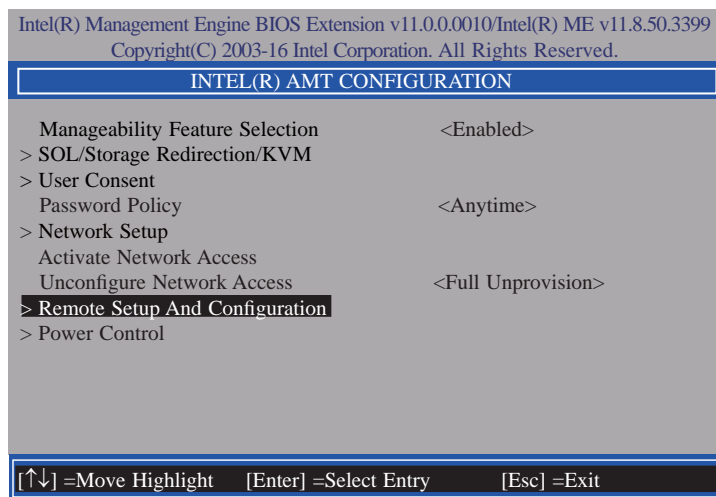 Intel(R) Management Engine BIOS Extension v11.0.0.0010/Intel(R) ME v11.8.50.3399
Copyright(C) 2003-16 Intel Corporation. All Rights Reserved.
INTEL(R) AMT CONFIGURATION
Manageability Feature Selection <Enabled>
> SOL/Storage Redirection/KVM
> User Consent
Password Policy <Anytime>
> Network Setup
Activate Network Access
Unconfigure Network Access <Full Unprovision>
> Remote Setup And Configuration
> Power Control
[↑↓] =Move Highlight [Enter] =Select Entry [Esc] =Exit